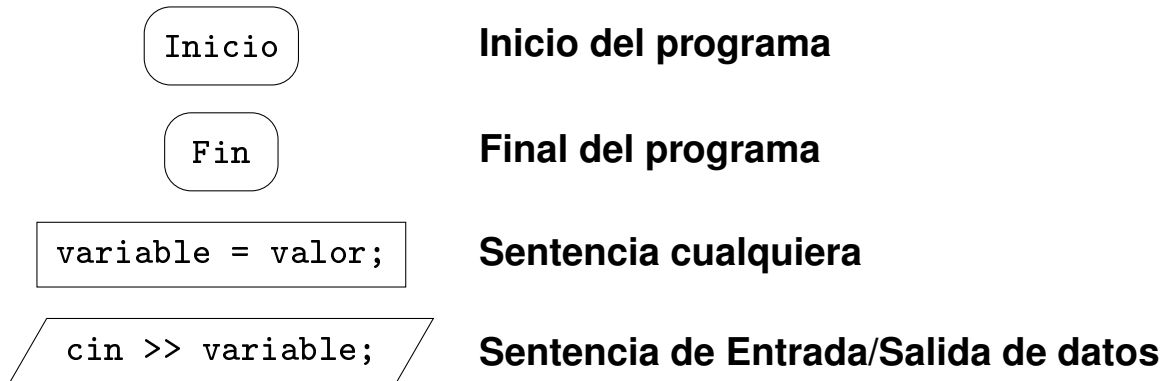 Inicio Inicio del programa
Fin Final del programa
variable = valor; Sentencia cualquiera
cin >> variable; Sentencia de Entrada/Salida de datos